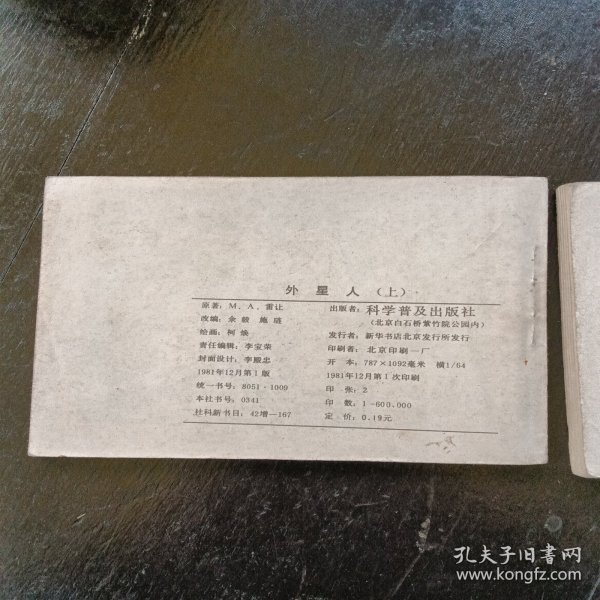 外星人（上）
原著：M．A．雷让
改编：余毅 施琏
绘画：柯焕
责任编辑：李宝荣
封面设计：李殿忠
1981年12月第1版
统一书号：8051·1009
本社书号：0341
社科新书目：42增—167
出版者：科学普及出版社
（北京白石桥紫竹院公园内）
发行者：新华书店北京发行所发行
印刷者：北京印刷一厂
开 本：787×1092毫米 横1/64
1981年12月第1次印刷
印 张：2
印 数：1—600.000
定 价：0.19元
孔夫子旧书网
www.kongfz.com